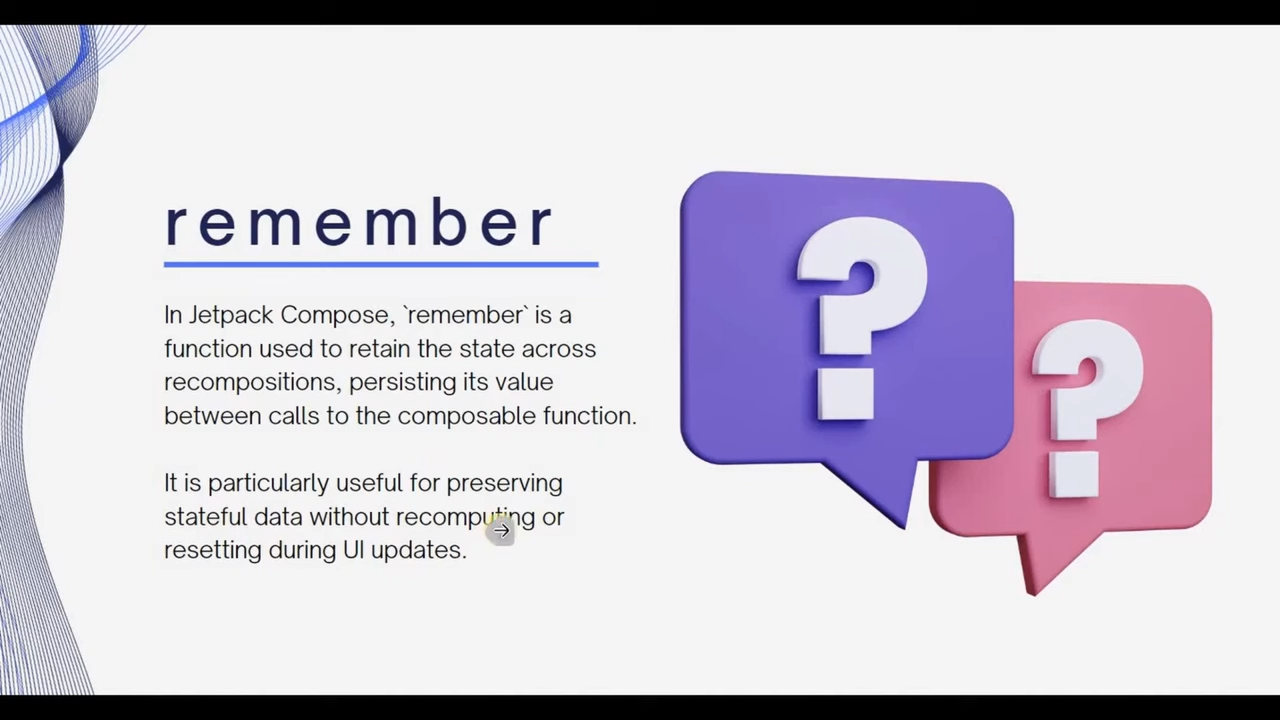 remember
In Jetpack Compose, `remember` is a
function used to retain the state across
recompositions, persisting its value
between calls to the composable function.
It is particularly useful for preserving
stateful data without recomputing or
resetting during UI updates.
? ?